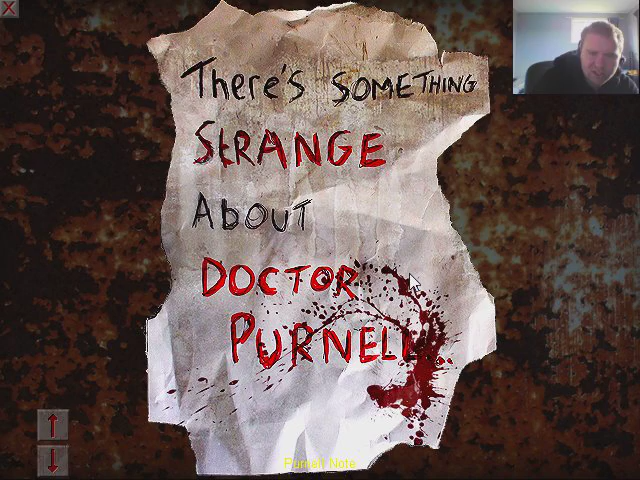 There's SOMETHING
STRANGE
About
DOCTOR
PURNELL...
Purnell Note